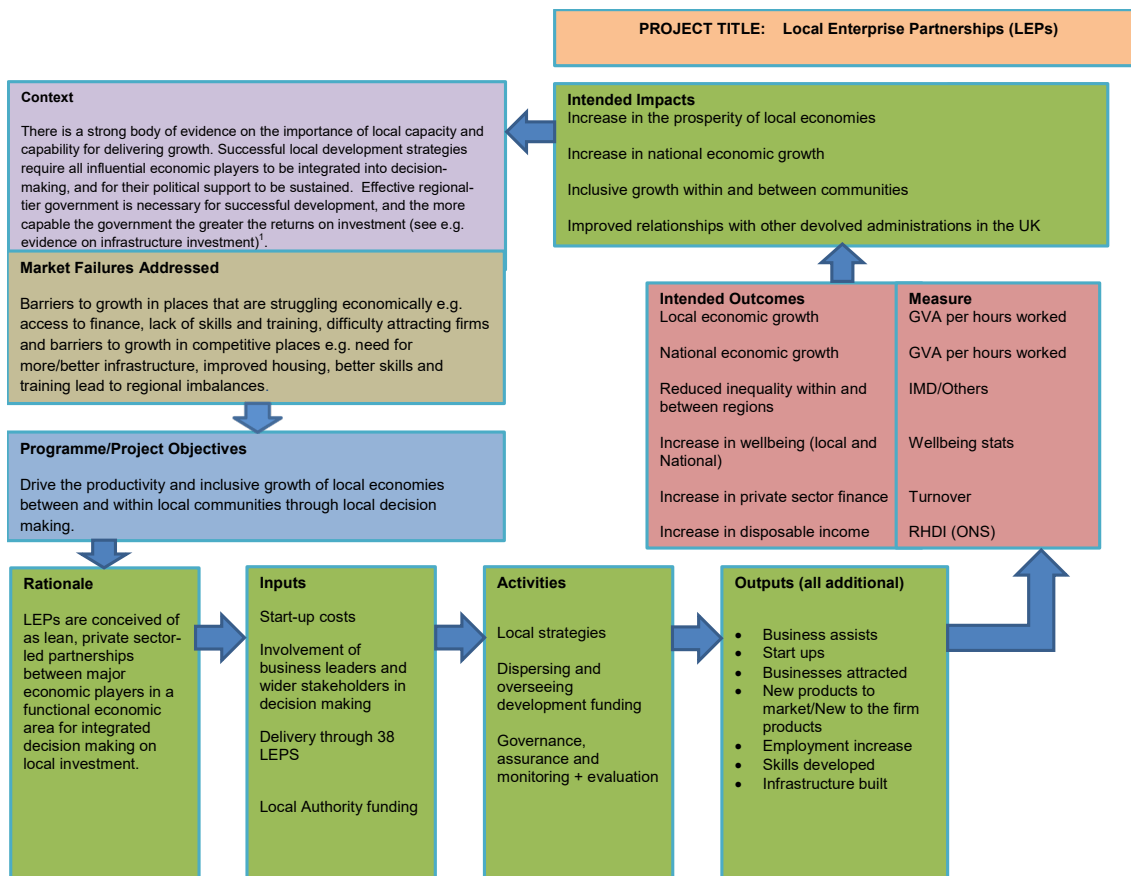 PROJECT TITLE: Local Enterprise Partnerships (LEPs)
Context
There is a strong body of evidence on the importance of local capacity and
capability for delivering growth. Successful local development strategies
require all influential economic players to be integrated into decision-
making, and for their political support to be sustained. Effective regional-
tier government is necessary for successful development, and the more
capable the government the greater the returns on investment (see e.g.
evidence on infrastructure investment)¹.
Market Failures Addressed
Barriers to growth in places that are struggling economically e.g.
access to finance, lack of skills and training, difficulty attracting firms
and barriers to growth in competitive places e.g. need for
more/better infrastructure, improved housing, better skills and
training lead to regional imbalances.
Programme/Project Objectives
Drive the productivity and inclusive growth of local economies
between and within local communities through local decision
making.
Rationale
LEPs are conceived of
as lean, private sector-
led partnerships
between major
economic players in a
functional economic
area for integrated
decision making on
local investment.
Inputs
Start-up costs
Involvement of
business leaders and
wider stakeholders in
decision making
Delivery through 38
LEPS
Local Authority funding
Activities
Local strategies
Dispersing and
overseeing
development funding
Governance,
assurance and
monitoring + evaluation
Outputs (all additional)
• Business assists
• Start ups
• Businesses attracted
• New products to
market/New to the firm
products
• Employment increase
• Skills developed
• Infrastructure built
Intended Outcomes Measure
Local economic growth GVA per hours worked
National economic growth GVA per hours worked
Reduced inequality within and IMD/Others
between regions
Increase in wellbeing (local and Wellbeing stats
National)
Increase in private sector finance Turnover
Increase in disposable income RHDI (ONS)
Intended Impacts
Increase in the prosperity of local economies
Increase in national economic growth
Inclusive growth within and between communities
Improved relationships with other devolved administrations in the UK